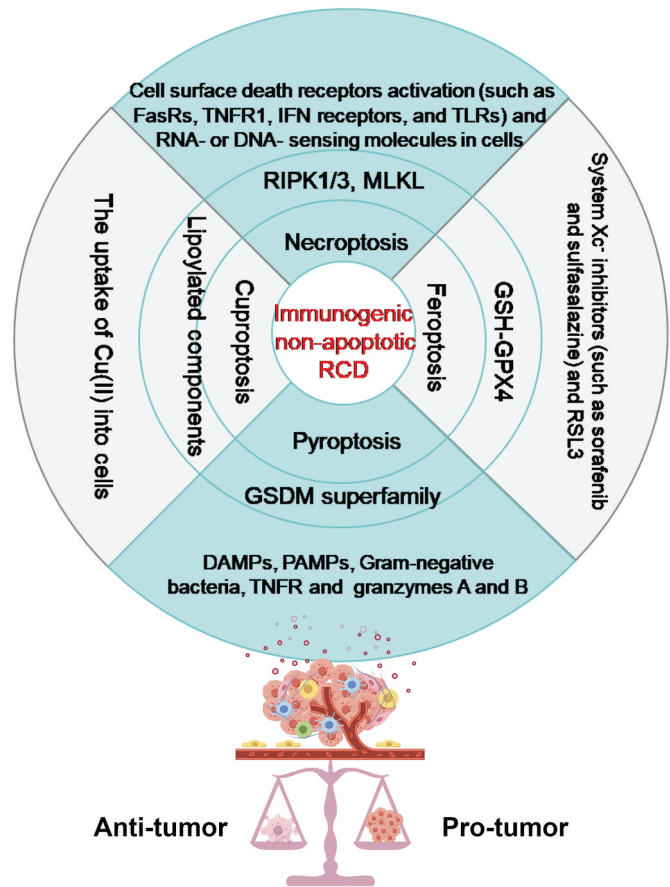 Cell surface death receptors activation (such as
FasRs, TNFR1, IFN receptors, and TLRs) and
RNA- or DNA- sensing molecules in cells
RIPK1/3, MLKL
Necroptosis
The uptake of Cu(II) into cells
Lipoylated components
Cuproptosis
Immunogenic
non-apoptotic
RCD
Feroptosis
GSH-GPX4
System Xc⁻ inhibitors (such as sorafenib
and sulfasalazine) and RSL3
Pyroptosis
GSDM superfamily
DAMPs, PAMPs, Gram-negative
bacteria, TNFR and granzymes A and B
Anti-tumor
Pro-tumor